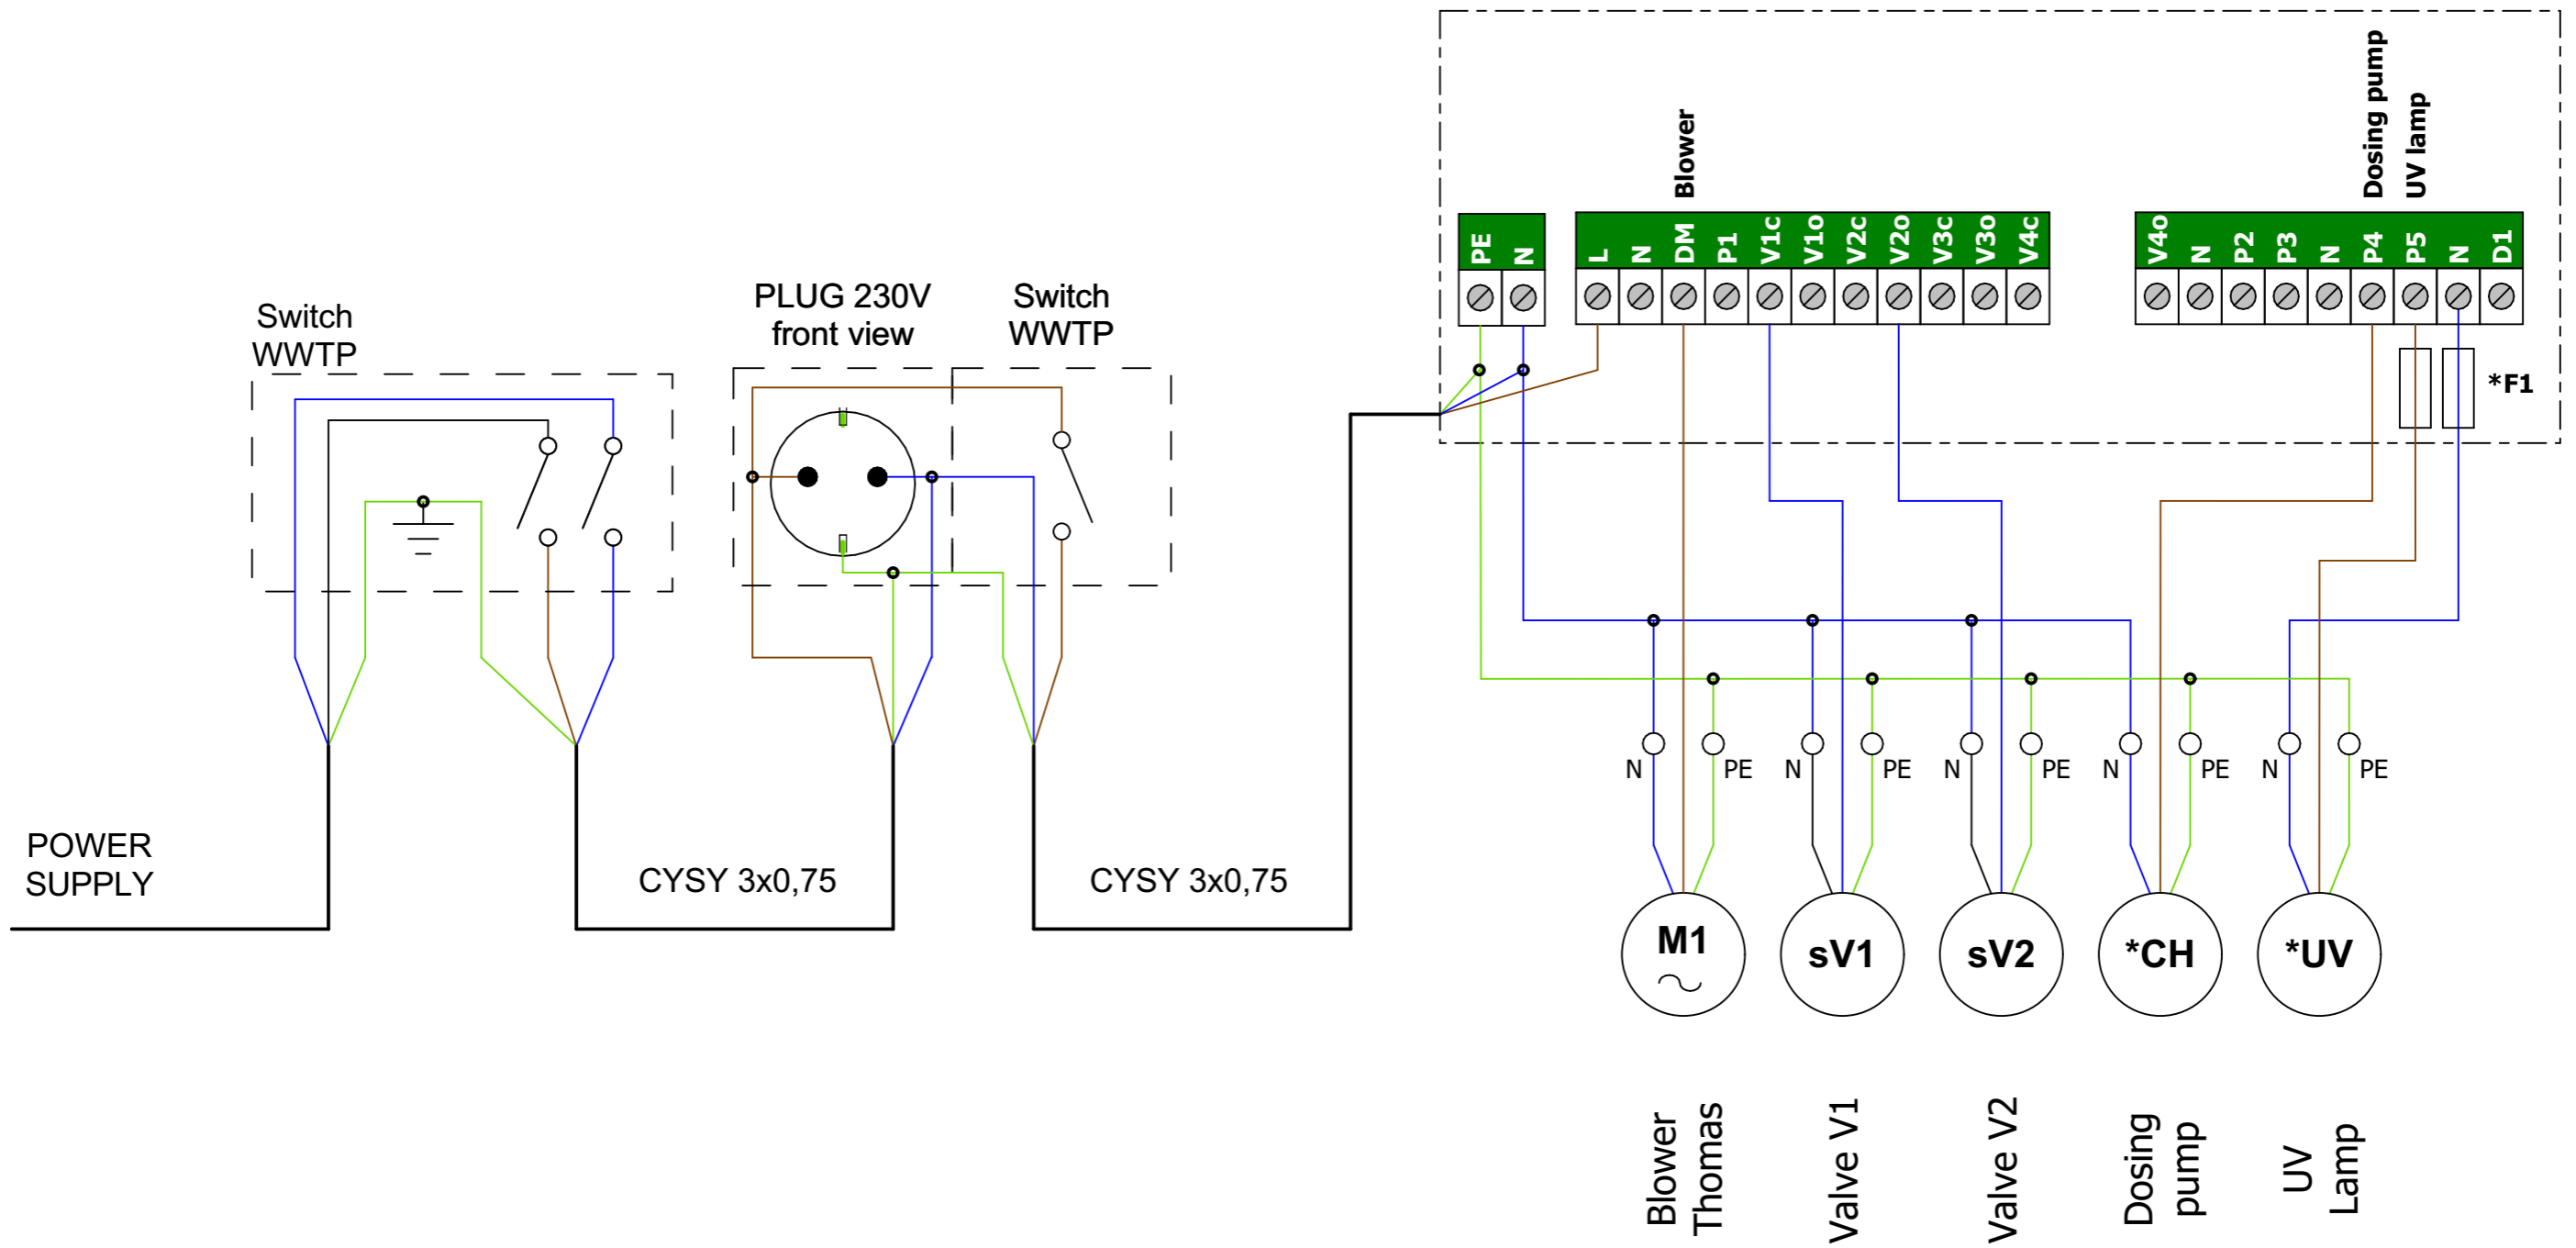 Switch
WWTP
PLUG 230V
front view
Switch
WWTP
POWER
SUPPLY
CYSY 3x0,75
CYSY 3x0,75
Blower
Dosing pump
UV lamp
PE
N
L
N
DM
P1
V1c
V1o
V2c
V2o
V3c
V3o
V4c
V4o
N
P2
P3
N
P4
P5
N
D1
*F1
N
PE
N
PE
N
PE
N
PE
N
PE
M1
sV1
sV2
*CH
*UV
Blower
Thomas
Valve V1
Valve V2
Dosing
pump
UV
Lamp